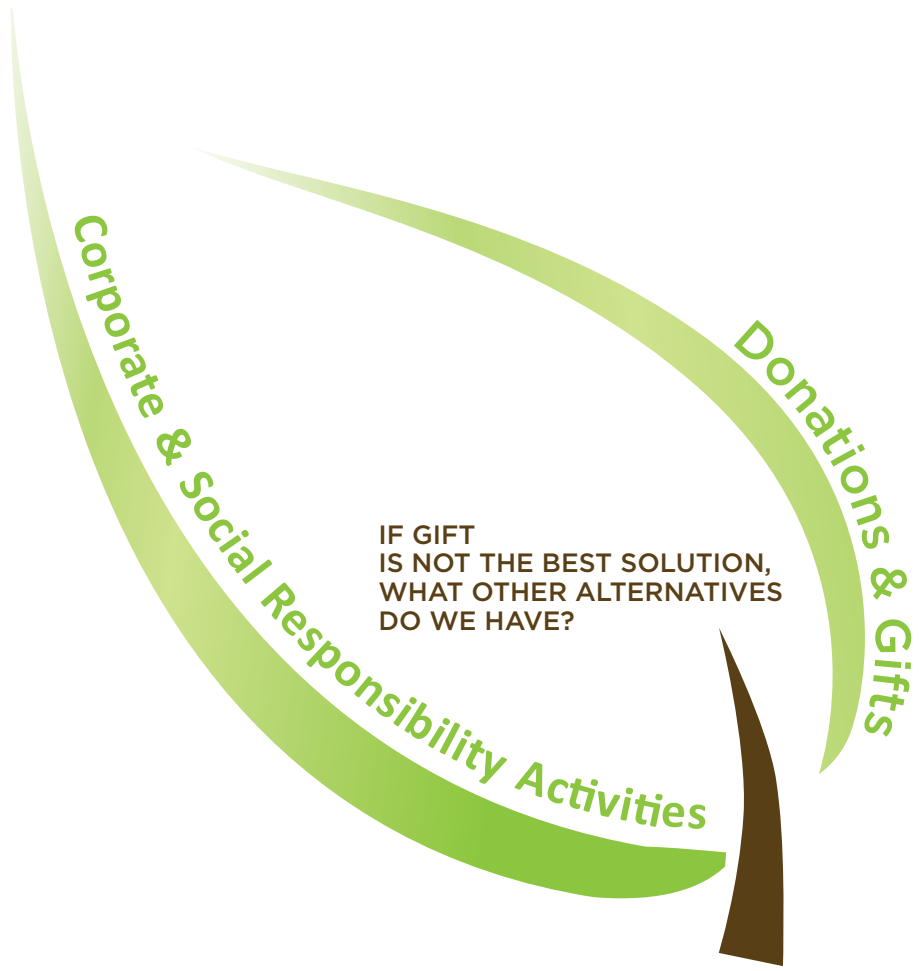 Corporate & Social Responsibility Activities
Donations & Gifts
IF GIFT
IS NOT THE BEST SOLUTION,
WHAT OTHER ALTERNATIVES
DO WE HAVE?